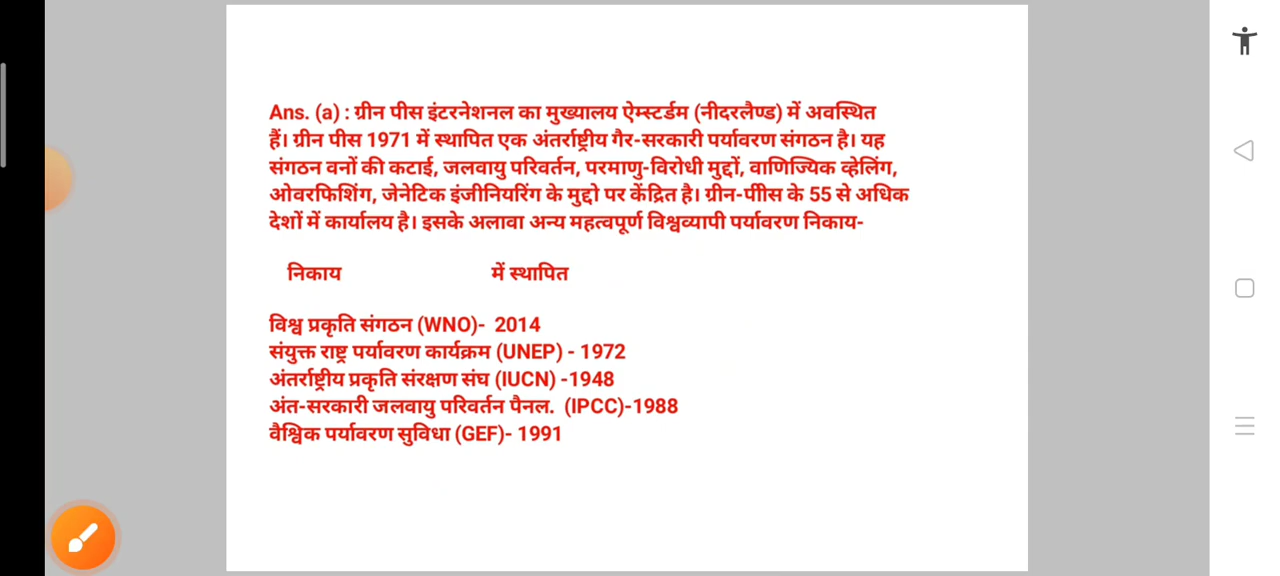 Ans. (a) : ग्रीन पीस इंटरनेशनल का मुख्यालय ऐम्स्टर्डम (नीदरलैण्ड) में अवस्थित
हैं। ग्रीन पीस 1971 में स्थापित एक अंतर्राष्ट्रीय गैर-सरकारी पर्यावरण संगठन है। यह
संगठन वनों की कटाई, जलवायु परिवर्तन, परमाणु-विरोधी मुद्दों, वाणिज्यिक व्हेलिंग,
ओवरफिशिंग, जेनेटिक इंजीनियरिंग के मुद्दो पर केंद्रित है। ग्रीन-पीीस के 55 से अधिक
देशों में कार्यालय है। इसके अलावा अन्य महत्वपूर्ण विश्वव्यापी पर्यावरण निकाय-
निकाय में स्थापित
विश्व प्रकृति संगठन (WNO)- 2014
संयुक्त राष्ट्र पर्यावरण कार्यक्रम (UNEP) - 1972
अंतर्राष्ट्रीय प्रकृति संरक्षण संघ (IUCN) -1948
अंत-सरकारी जलवायु परिवर्तन पैनल. (IPCC)-1988
वैश्विक पर्यावरण सुविधा (GEF)- 1991